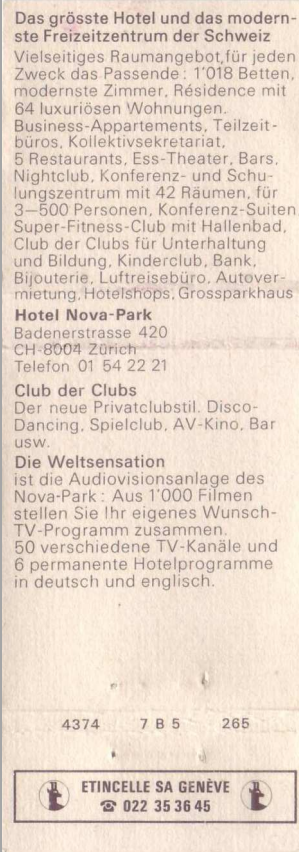 Das grösste Hotel und das modern-
ste Freizeitzentrum der Schweiz
Vielseitiges Raumangebot,für jeden
Zweck das Passende: 1'018 Betten,
modernste Zimmer, Résidence mit
64 luxuriösen Wohnungen.
Business-Appartements, Teilzeit-
büros, Kollektivsekretariat,
5 Restaurants, Ess-Theater, Bars,
Nightclub, Konferenz- und Schu-
lungszentrum mit 42 Räumen, für
3—500 Personen, Konferenz-Suiten
Super-Fitness-Club mit Hallenbad,
Club der Clubs für Unterhaltung
und Bildung, Kinderclub, Bank,
Bijouterie, Luftreisebüro, Autover-
mietung, Hotelshops, Grossparkhaus
Hotel Nova-Park
Badenerstrasse 420
CH-8004 Zürich
Telefon 01 54 22 21
Club der Clubs
Der neue Privatclubstil. Disco-
Dancing, Spielclub, AV-Kino, Bar
usw.
Die Weltsensation
ist die Audiovisionsanlage des
Nova-Park: Aus 1'000 Filmen
stellen Sie Ihr eigenes Wunsch-
TV-Programm zusammen.
50 verschiedene TV-Kanäle und
6 permanente Hotelprogramme
in deutsch und englisch.
4374 7 B 5 265
ETINCELLE SA GENÈVE
☎ 022 35 36 45